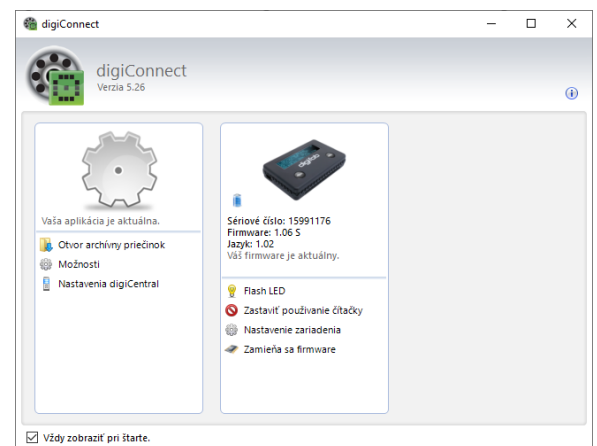 digiConnect
digiConnect
Verzia 5.26
Vaša aplikácia je aktuálna.
Otvor archívny priečinok
Možnosti
Nastavenia digiCentral
digivu
Sériové číslo: 15991176
Firmware: 1.06 S
Jazyk: 1.02
Váš firmware je aktuálny.
Flash LED
Zastaviť použivanie čítačky
Nastavenie zariadenia
Zamieňa sa firmware
Vždy zobraziť pri štarte.